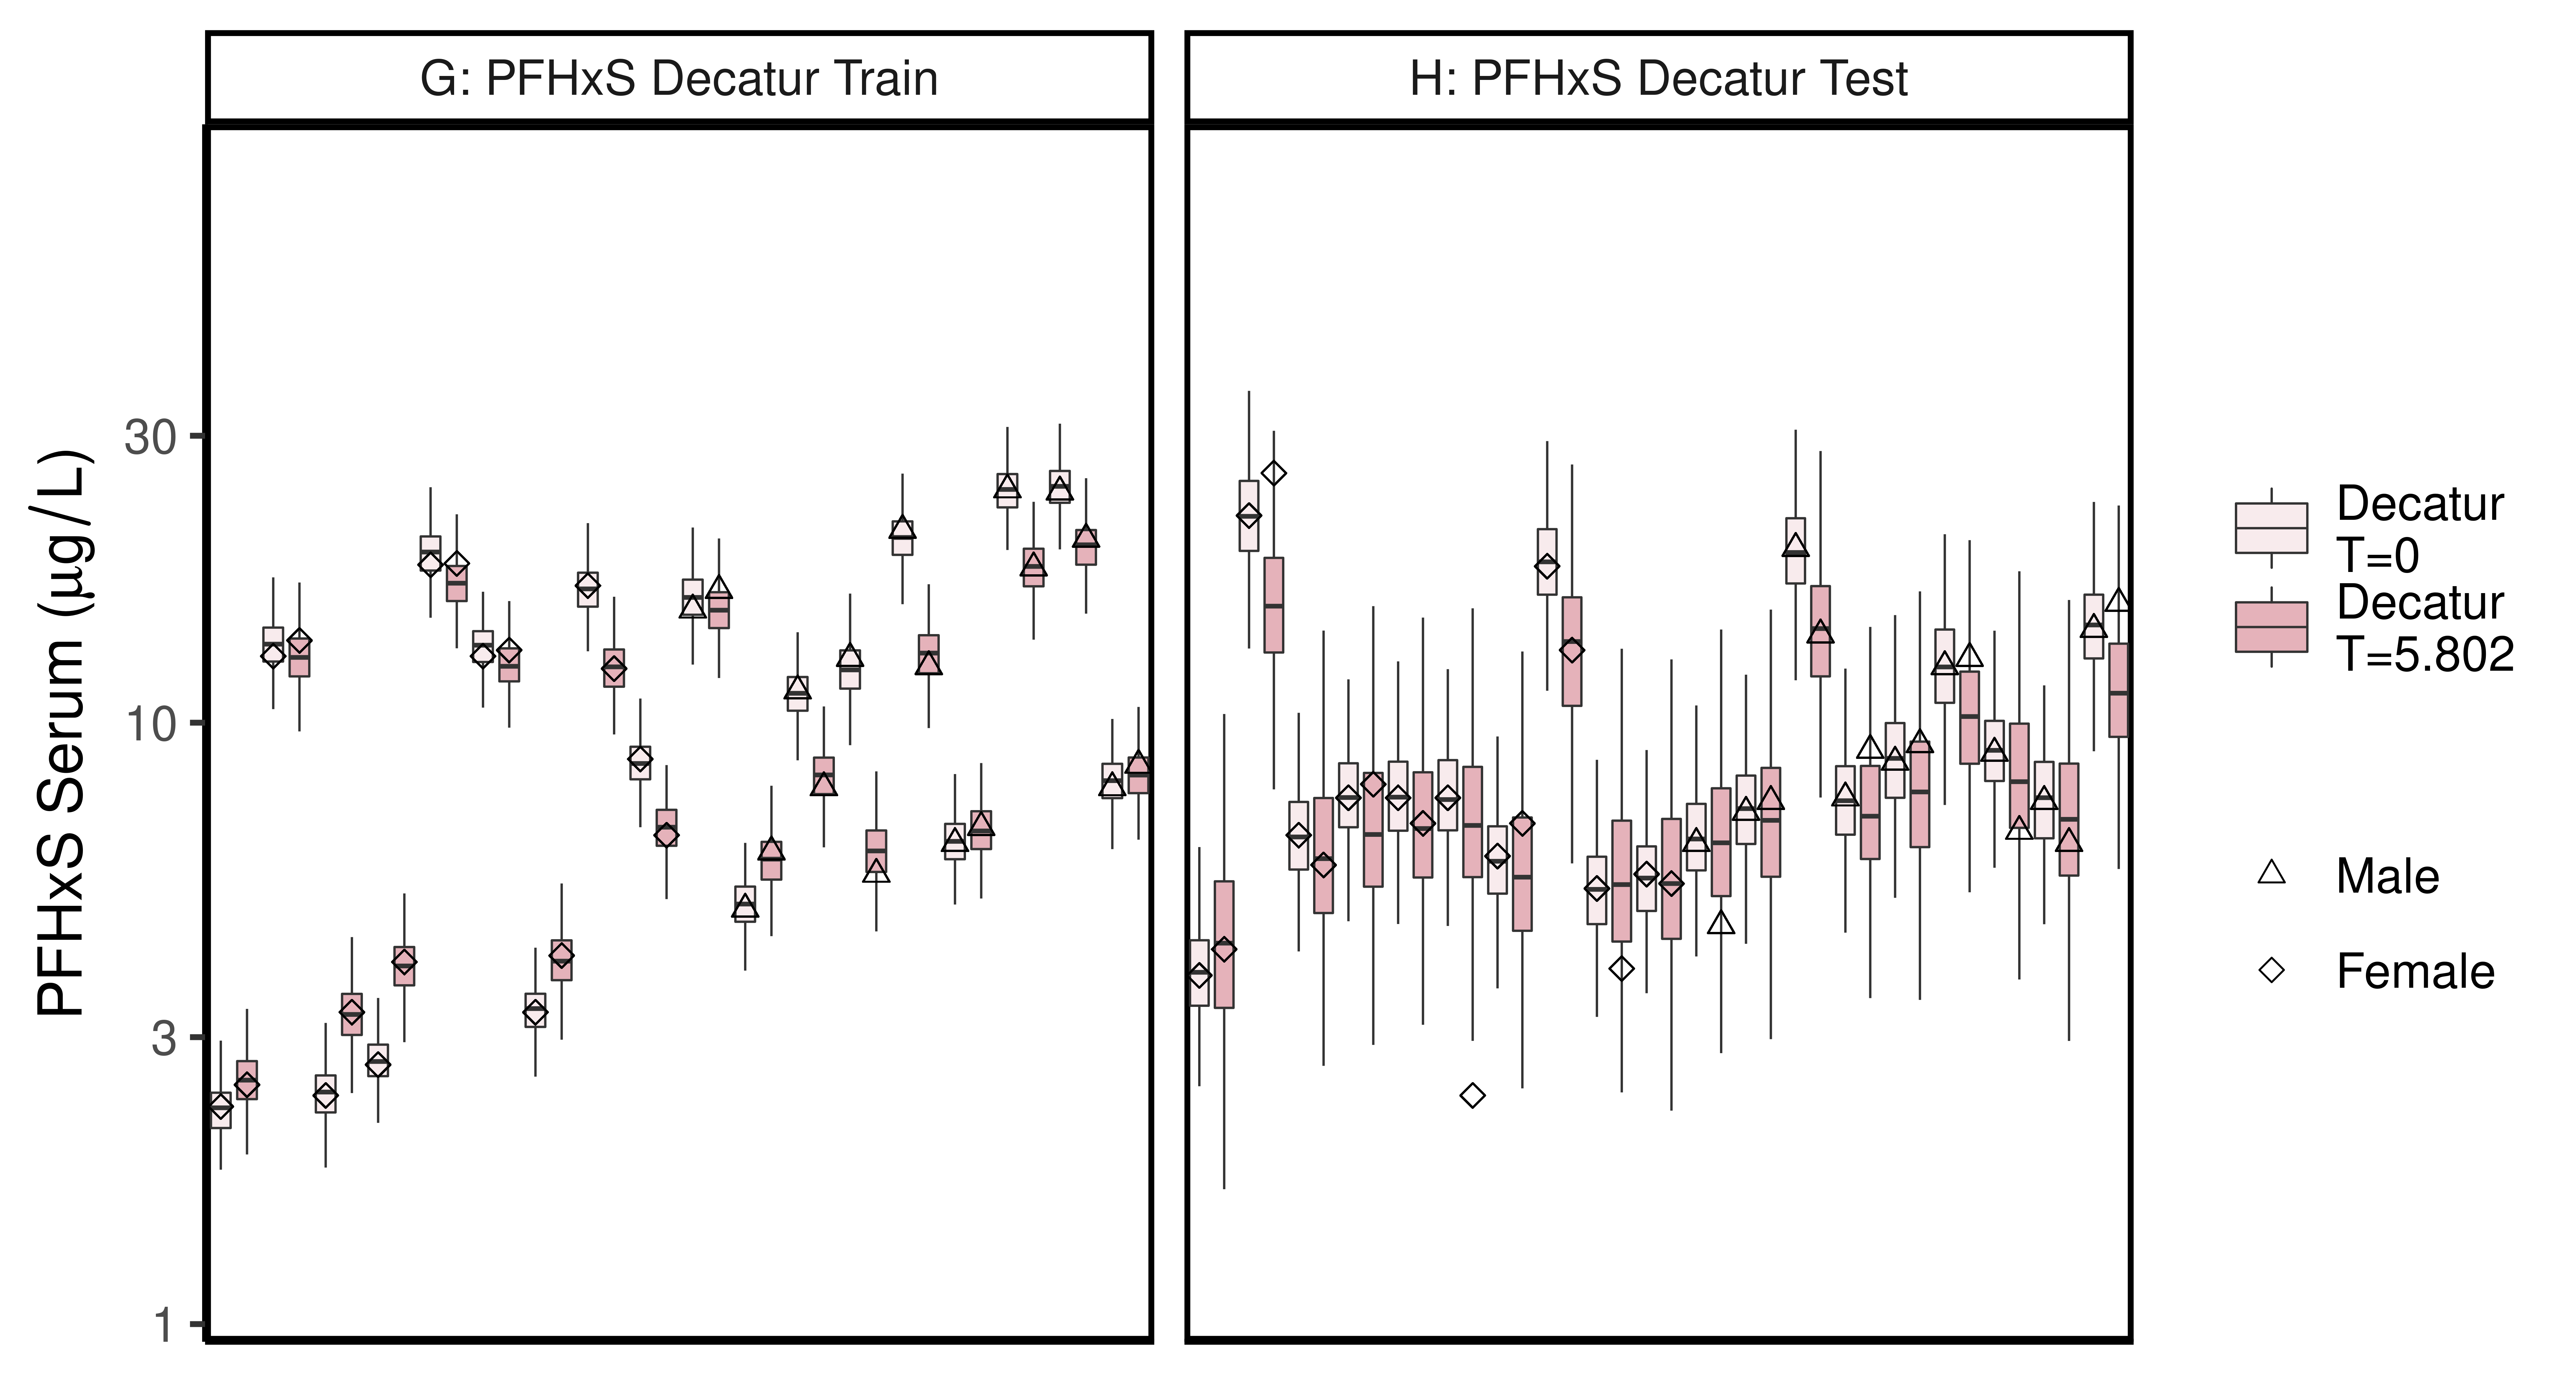 G: PFHxS Decatur Train
H: PFHxS Decatur Test
PFHxS Serum (μg/L)
30
10
3
1
Decatur
T=0
Decatur
T=5.802
Male
Female